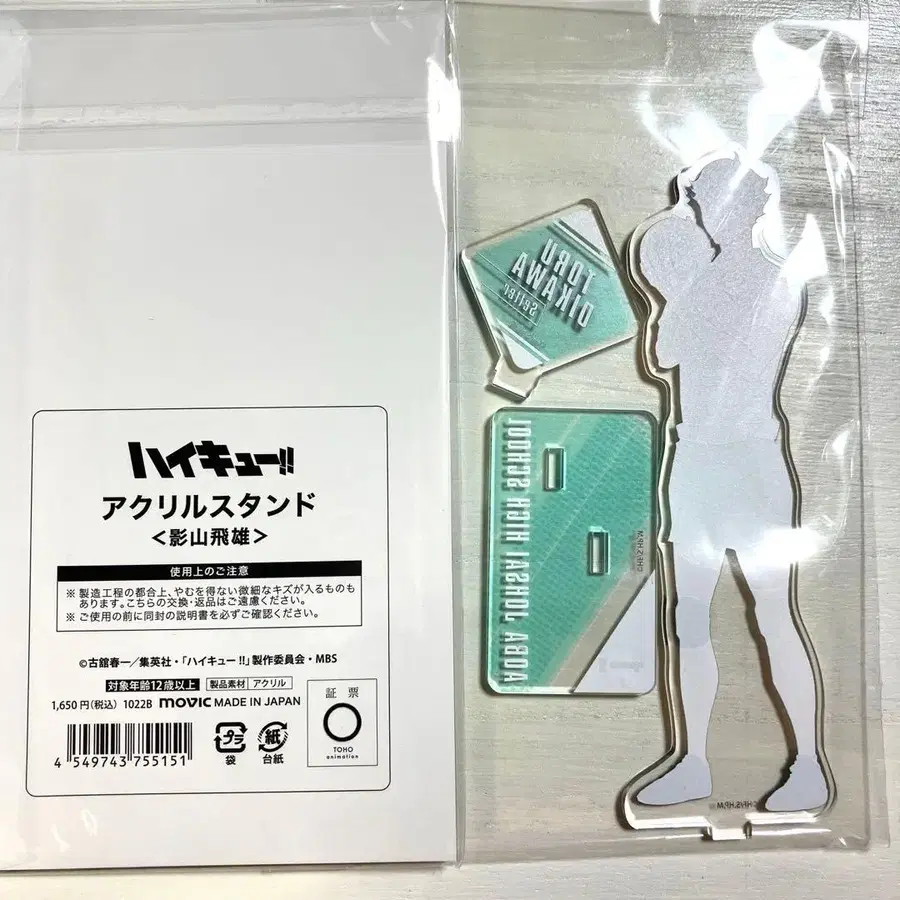 ハイキュー!!
アクリルスタンド
<影山飛雄>
使用上のご注意
※ 製造工程の都合上、やむを得ない微細なキズが入るものも
あります。こちらの交換・返品はご遠慮ください。
※ ご使用の前に同封の説明書を必ずご確認ください。
©古舘春一/集英社・「ハイキュー!!」製作委員会・MBS
対象年齢12歳以上 製品素材 アクリル
1,650円(税込) 1022B movic MADE IN JAPAN
4 549743 755151
プラ
袋
紙
台紙
証票
TOHO
animation
TORU
OIKAWA
Setter
AOBA JOHSAI HIGH SCHOOL
©H.F/S,HP,M
©H.F/S,HP,M